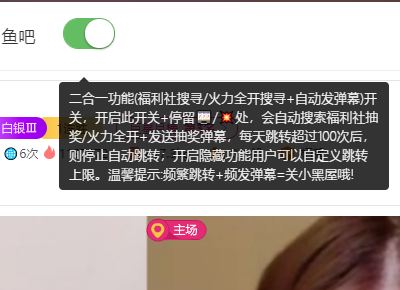 鱼吧
二合一功能(福利社搜寻/火力全开搜寻+自动发弹幕)开
关，开启此开关+停留🎫/💥处，会自动搜索福利社抽
奖/火力全开+发送抽奖弹幕，每天跳转超过100次后，
则停止自动跳转；开启隐藏功能用户可以自定义跳转
上限。温馨提示:频繁跳转+频发弹幕=关小黑屋哦!
白银Ⅲ
6次
主场